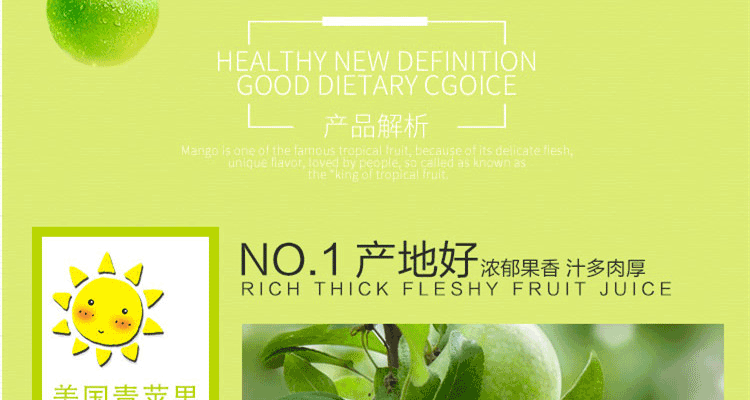 HEALTHY NEW DEFINITION
GOOD DIETARY CGOICE
产品解析
Mango is one of the famous tropical fruit, because of its delicate flesh,
unique flavor, loved by people, so called as known as
the "king of tropical fruit.
NO.1 产地好 浓郁果香 汁多肉厚
RICH THICK FLESHY FRUIT JUICE
美国青苹果